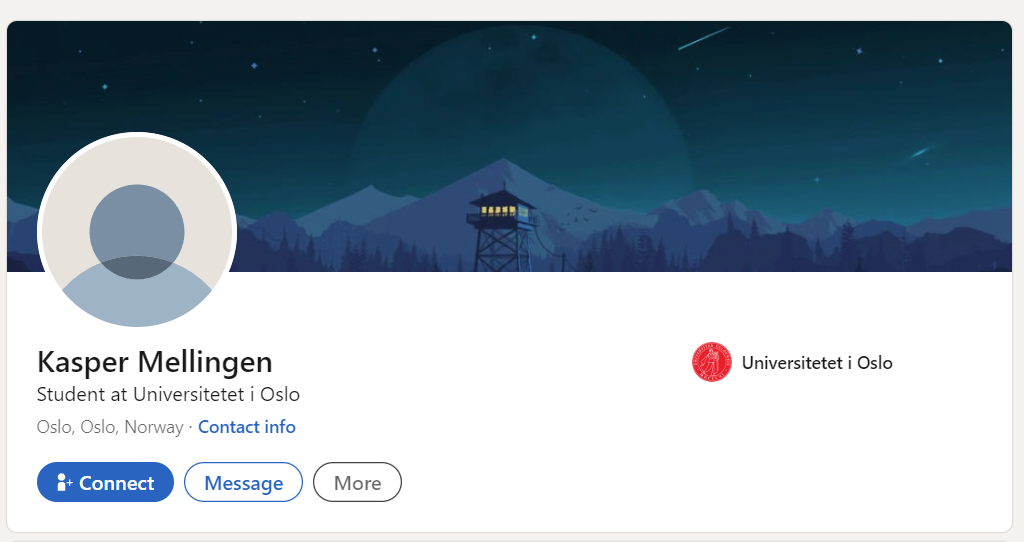 Kasper Mellingen
Universitetet i Oslo
Student at Universitetet i Oslo
Oslo, Oslo, Norway · Contact info
Connect
Message
More